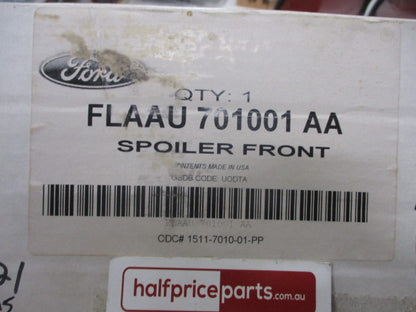 Ford
QTY: 1
FLAAU 701001 AA
SPOILER FRONT
CONTENTS MADE IN USA
GSDB CODE: UODTA
FLAAU 701001 AA
CDC# 1511-7010-01-PP
halfpriceparts.com.au
21